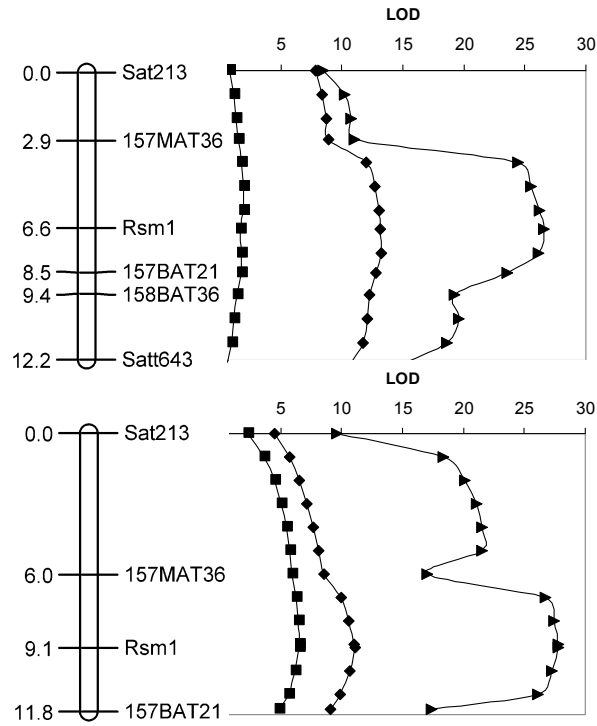 LOD
5 10 15 20 25 30
0.0 Sat213
2.9 157MAT36
6.6 Rsm1
8.5 157BAT21
9.4 158BAT36
12.2 Satt643
LOD
5 10 15 20 25 30
0.0 Sat213
6.0 157MAT36
9.1 Rsm1
11.8 157BAT21